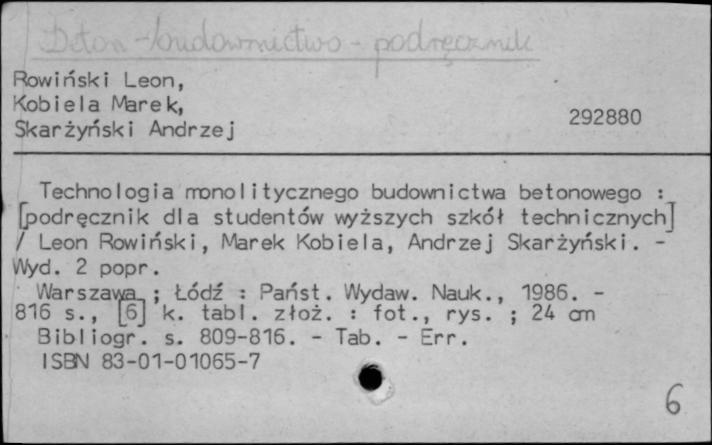 Beton - budownictwo - podręcznik
Rowiński Leon,
Kobiela Marek,
Skarżyński Andrzej
292880
Technologia monolitycznego budownictwa betonowego :
[podręcznik dla studentów wyższych szkół technicznych]
/ Leon Rowiński, Marek Kobiela, Andrzej Skarżyński. -
Wyd. 2 popr.
Warszawa ; Łódź : Państ. Wydaw. Nauk., 1986. -
816 s., [6] k. tabl. złoż. : fot., rys. ; 24 cm
Bibliogr. s. 809-816. - Tab. - Err.
ISBN 83-01-01065-7
6